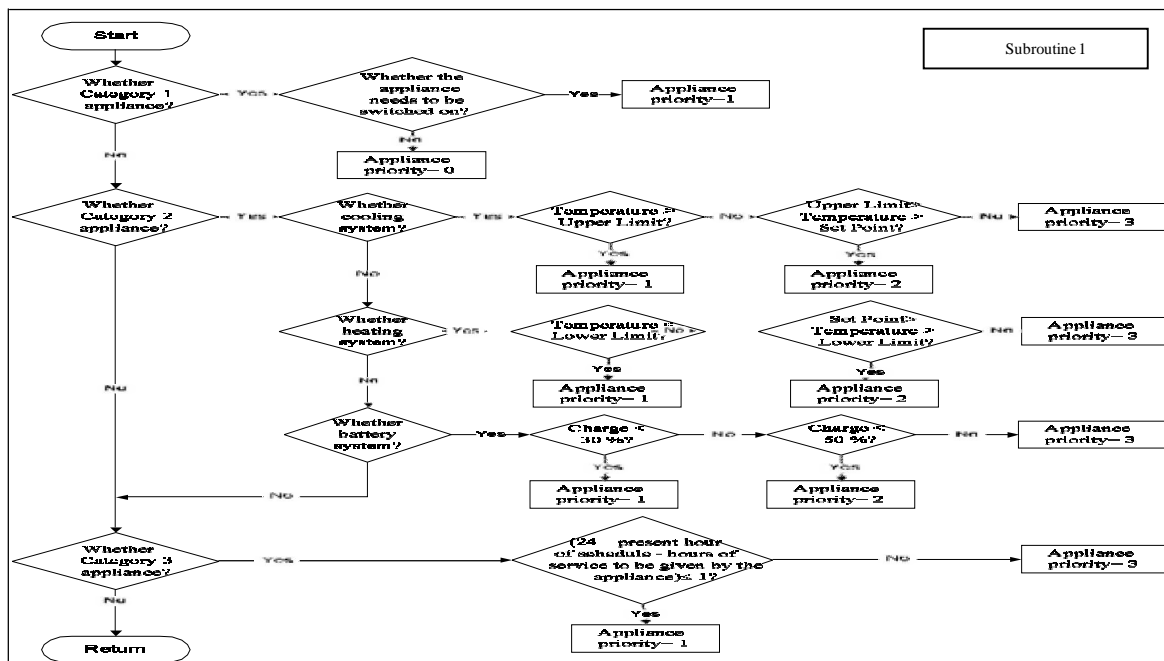 Start
Subroutine 1
Whether
Category 1
appliance?
Yes
Whether the
appliance
needs to be
switched on?
Yes
Appliance
priority– 1
No
Appliance
priority– 0
No
Whether
Category 2
appliance?
Yes
Whether
cooling
system?
Yes
Temperature >
Upper Limit?
No
Upper Limit>
Temperature >
Set Point?
No
Appliance
priority– 3
Yes
Appliance
priority– 1
Yes
Appliance
priority– 2
No
Whether
heating
system?
Yes
Temperature
Lower Limit?
No
Set Point>
Temperature >
Lower Limit?
No
Appliance
priority– 3
Yes
Appliance
priority– 1
Yes
Appliance
priority– 2
No
No
Whether
battery
system?
Yes
Charge <
30 %?
No
Charge <
50 %?
No
Appliance
priority– 3
Yes
Appliance
priority– 1
Yes
Appliance
priority– 2
No
Whether
Category 3
appliance?
Yes
(24 present hour
of schedule - hours of
service to be given by the
appliance)≤ 1?
No
Appliance
priority– 3
Yes
Appliance
priority– 1
No
Return